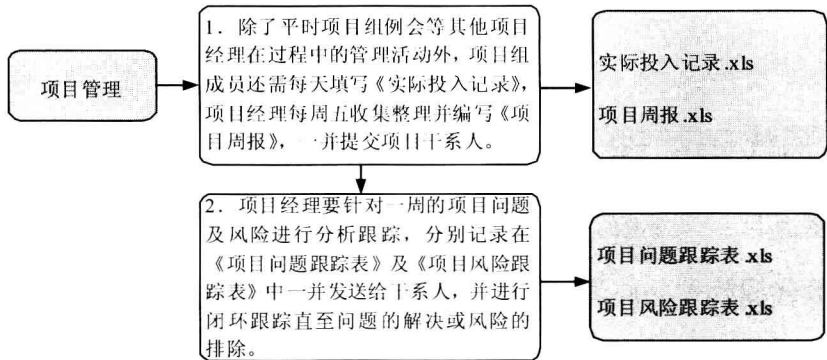 项目管理
1．除了平时项目组例会等其他项目
经理在过程中的管理活动外，项目组
成员还需每天填写《实际投入记录》，
项目经理每周五收集整理并编写《项
目周报》，一并提交项目干系人。
实际投入记录.xls
项目周报.xls
2．项目经理要针对一周的项目问题
及风险进行分析跟踪，分别记录在
《项目问题跟踪表》及《项目风险跟
踪表》中一并发送给干系人，并进行
闭环跟踪直至问题的解决或风险的
排除。
项目问题跟踪表.xls
项目风险跟踪表.xls